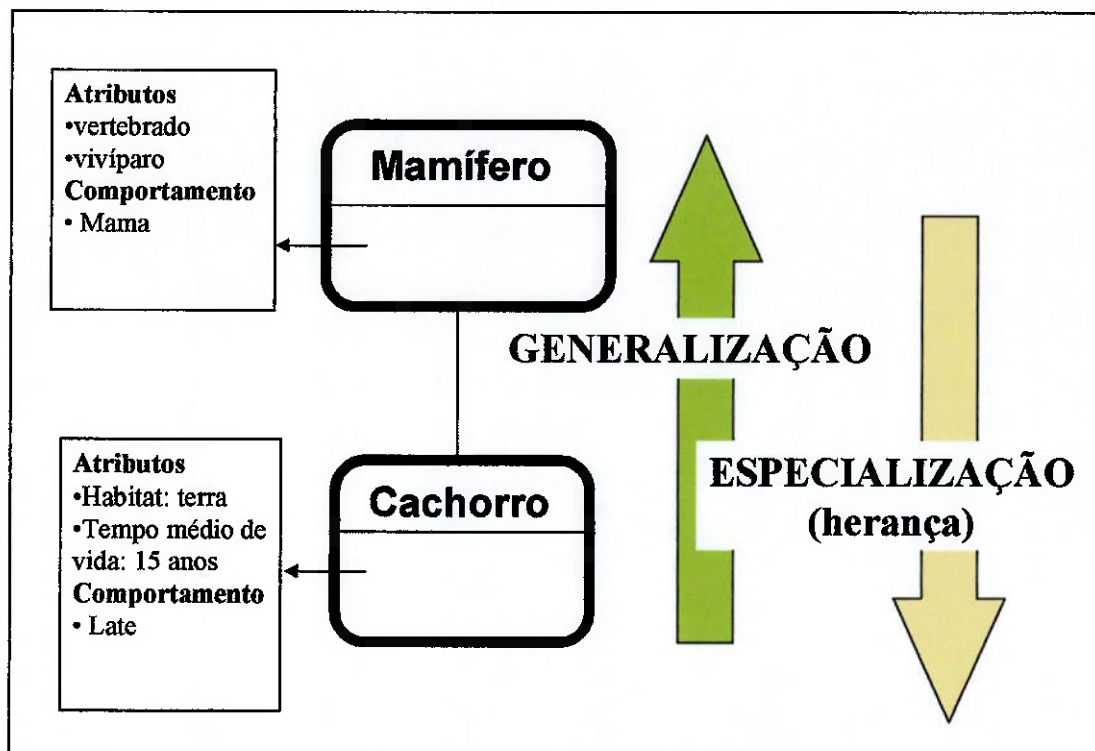 Atributos
•vertebrado
•vivíparo
Comportamento
• Mama
Mamífero
GENERALIZAÇÃO
Atributos
•Habitat: terra
•Tempo médio de
vida: 15 anos
Comportamento
• Late
Cachorro
ESPECIALIZAÇÃO
(herança)